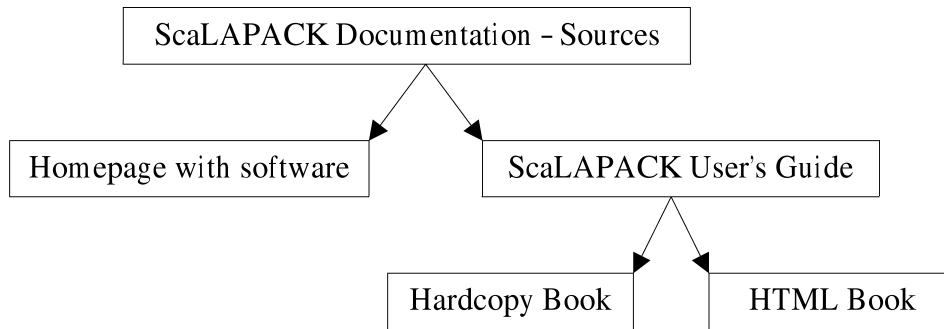 ScaLAPACK Documentation – Sources
Homepage with software
ScaLAPACK User's Guide
Hardcopy Book
HTML Book